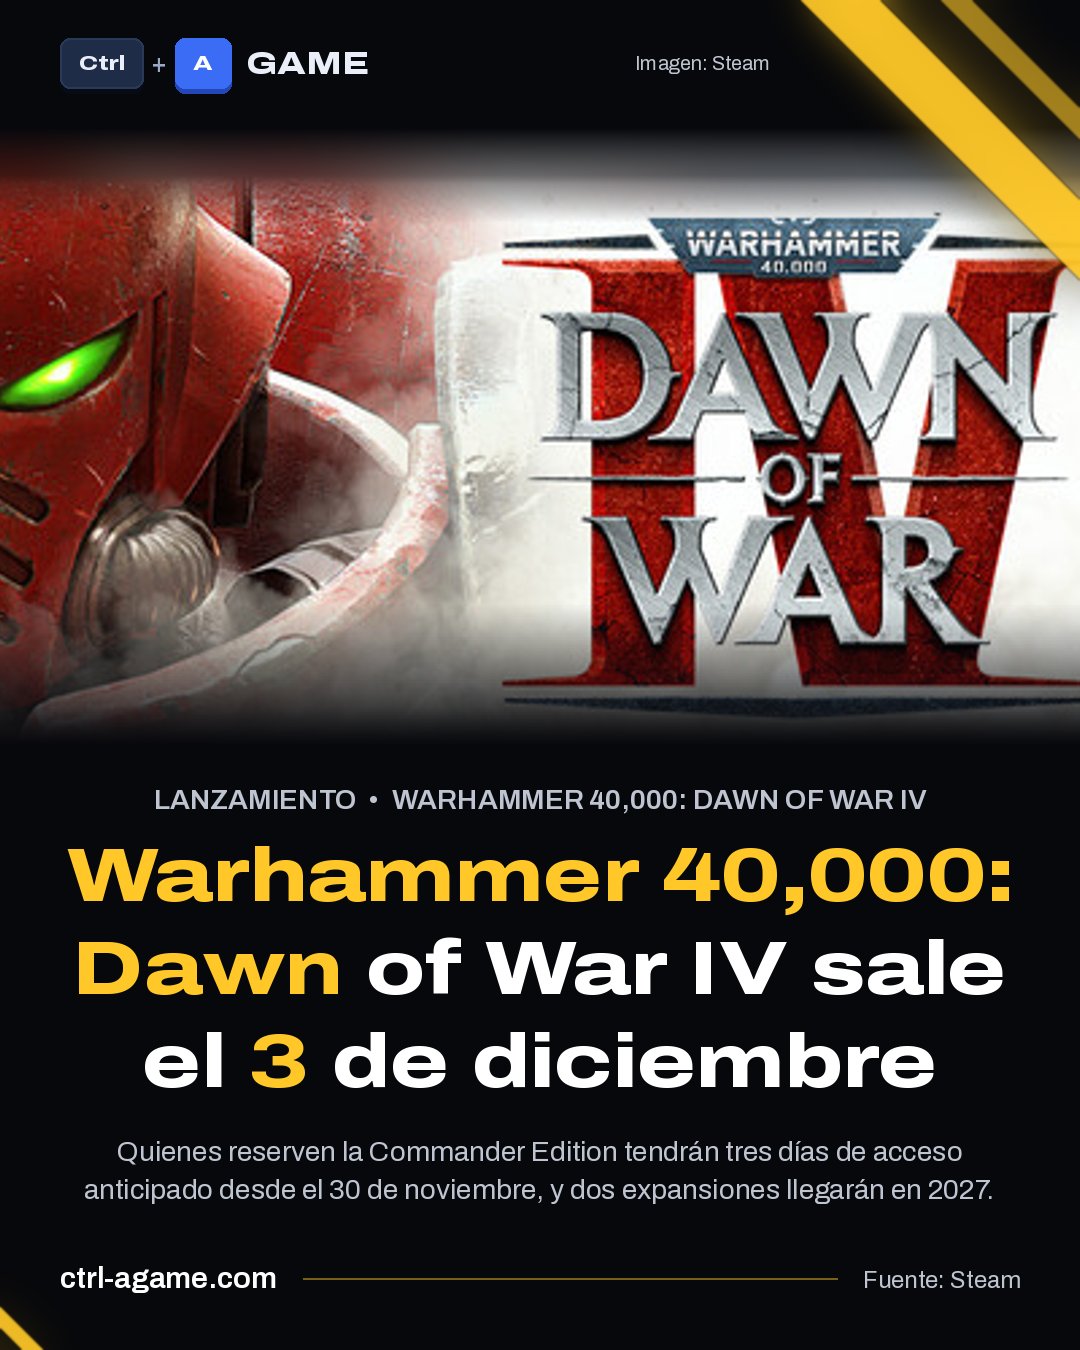 Ctrl + A GAME
Imagen: Steam
WARHAMMER
40,000
IV
DAWN
OF
WAR
LANZAMIENTO • WARHAMMER 40,000: DAWN OF WAR IV
Warhammer 40,000:
Dawn of War IV sale
el 3 de diciembre
Quienes reserven la Commander Edition tendrán tres días de acceso
anticipado desde el 30 de noviembre, y dos expansiones llegarán en 2027.
ctrl-agame.com
Fuente: Steam